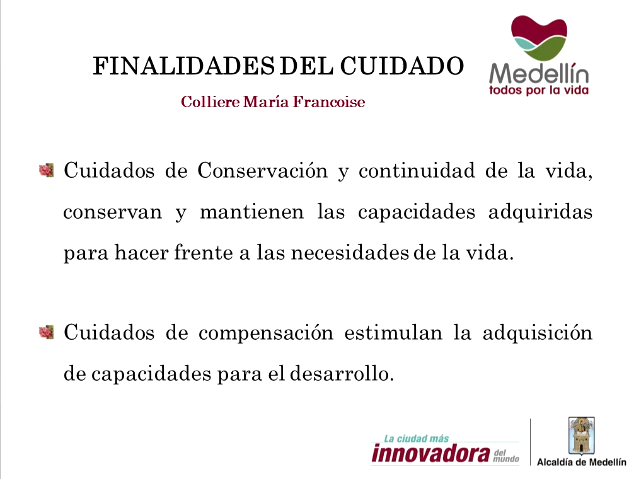 FINALIDADES DEL CUIDADO
Colliere María Francoise
Medellín
todos por la vida
Cuidados de Conservación y continuidad de la vida,
conservan y mantienen las capacidades adquiridas
para hacer frente a las necesidades de la vida.
Cuidados de compensación estimulan la adquisición
de capacidades para el desarrollo.
La ciudad más
innovadora del mundo
Alcaldía de Medellín